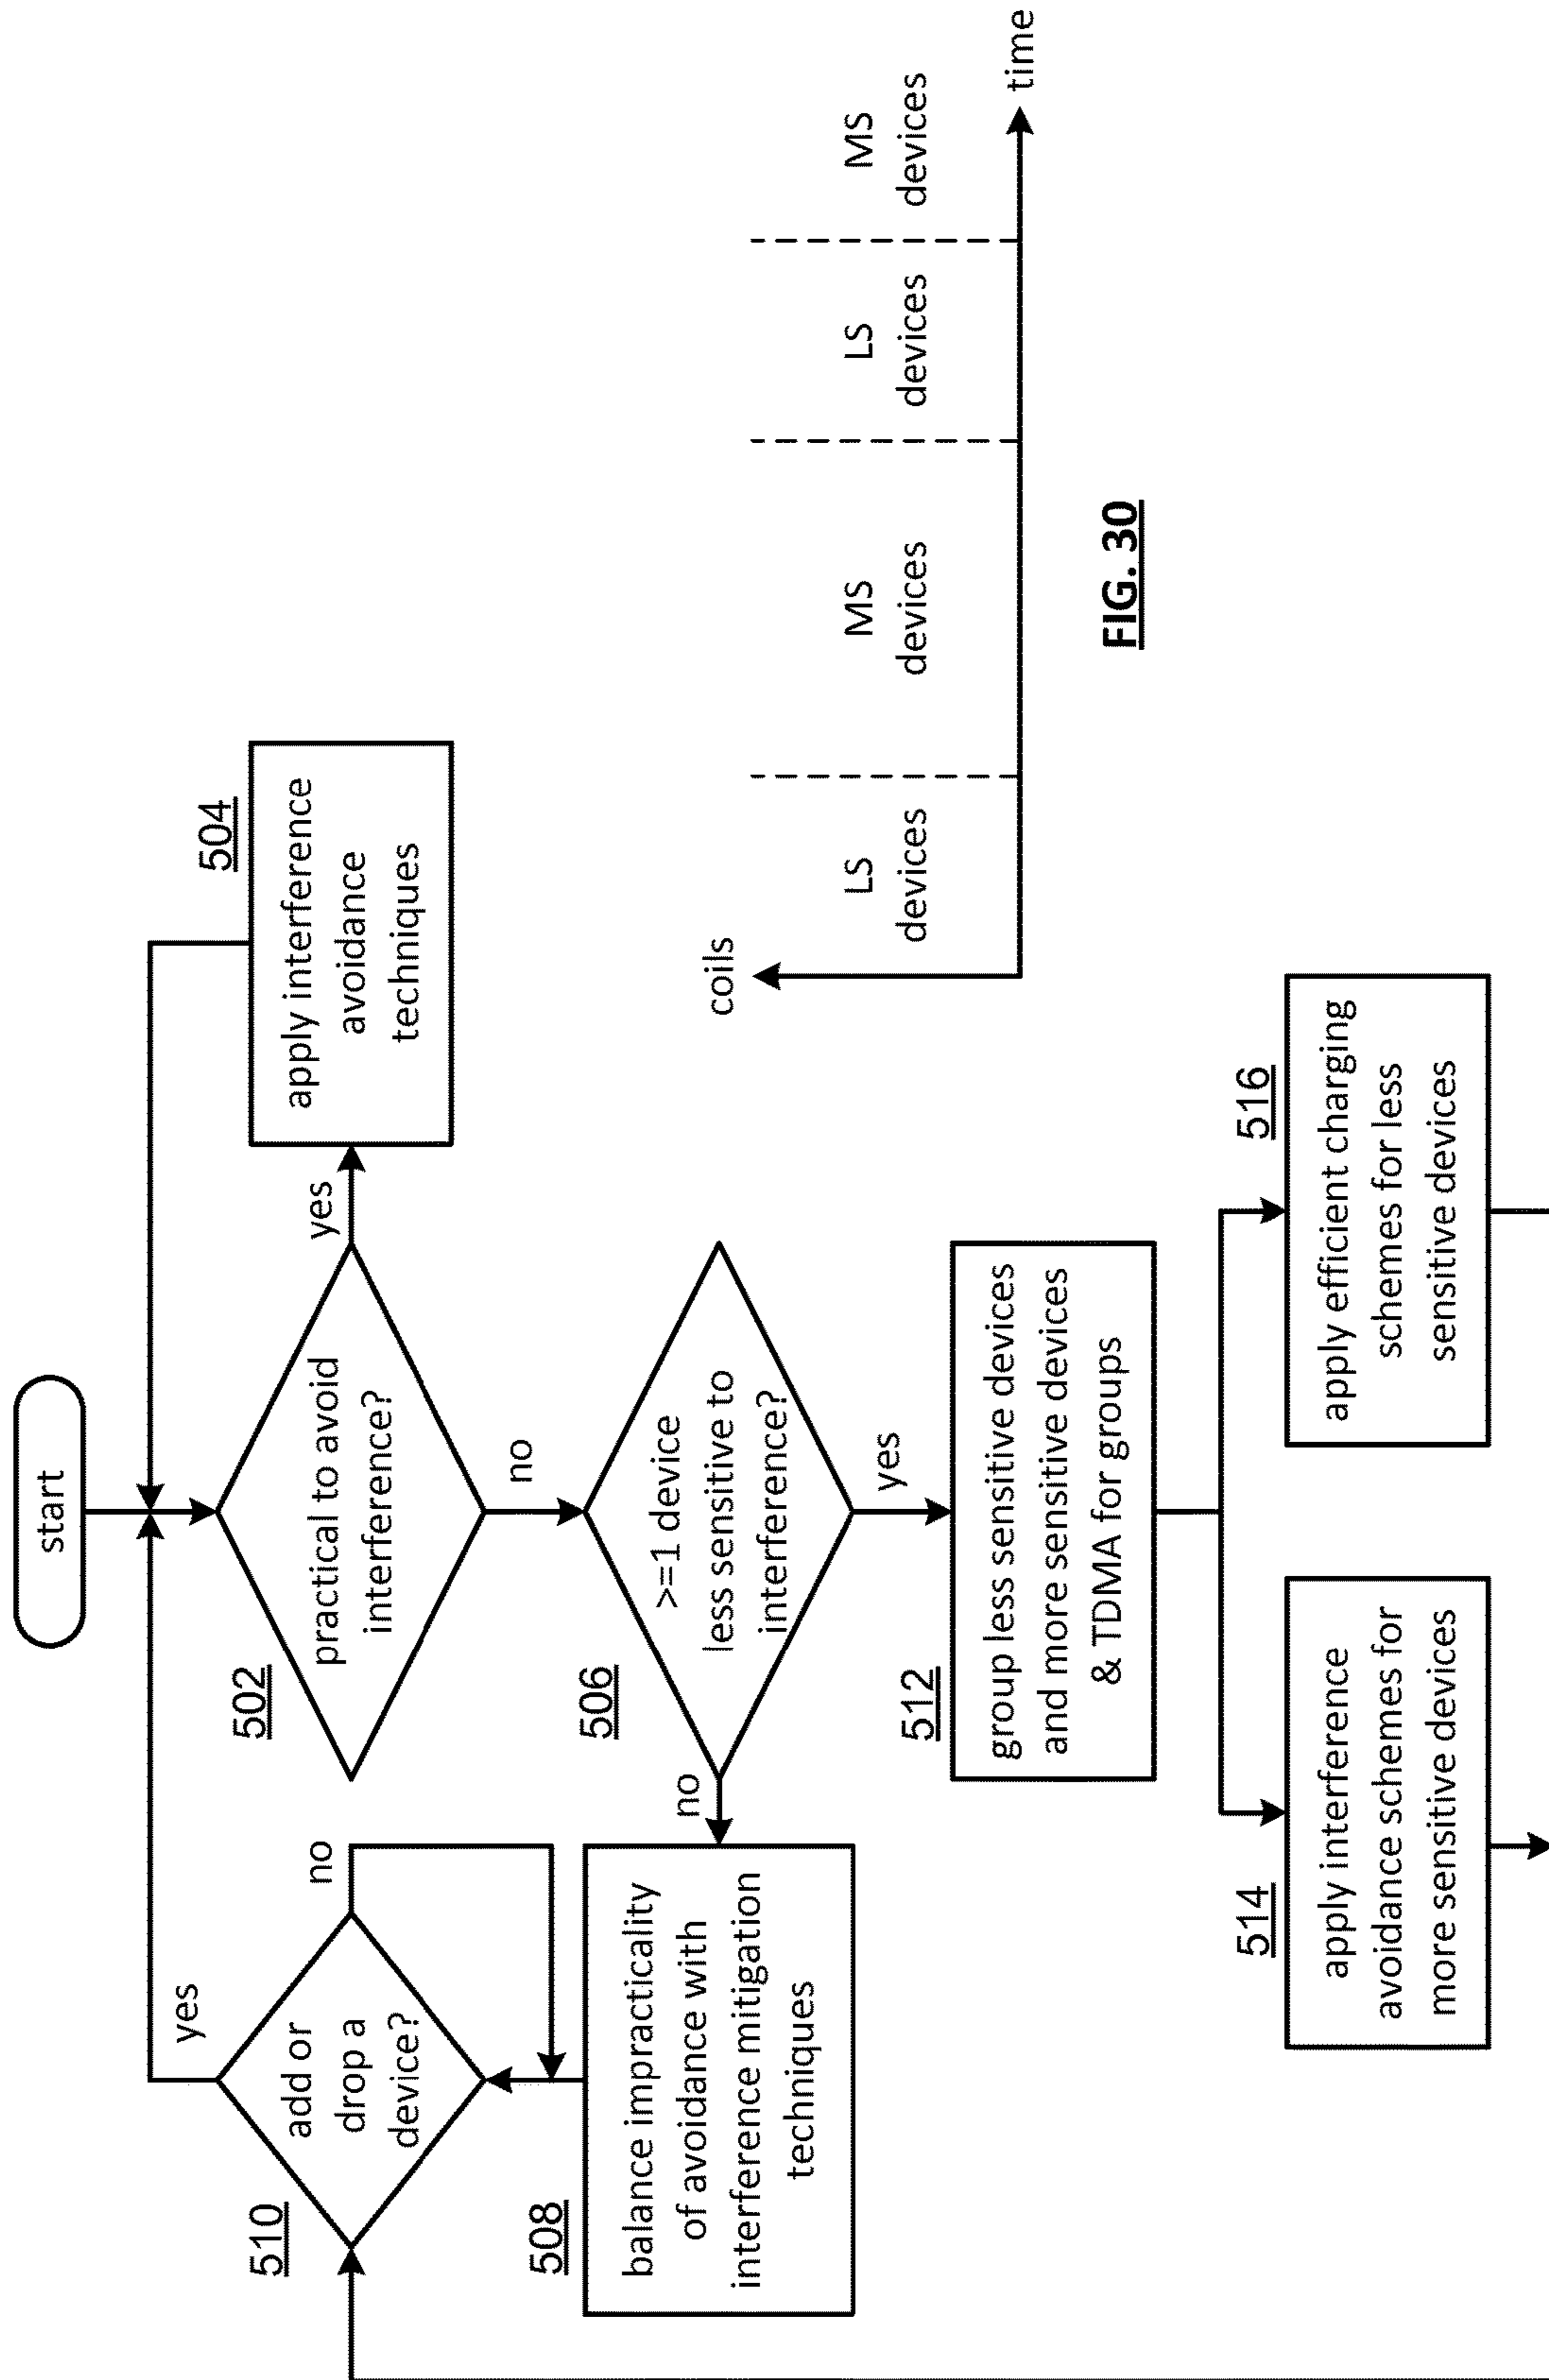 start
502
practical to avoid
interference?
yes
504
apply interference
avoidance
techniques
no
506
>=1 device
less sensitive to
interference?
no
508
balance impracticality
of avoidance with
interference mitigation
techniques
510
add or
drop a
device?
yes
no
yes
512
group less sensitive devices
and more sensitive devices
& TDMA for groups
514
apply interference
avoidance schemes for
more sensitive devices
516
apply efficient charging
schemes for less
sensitive devices
coils
LS
devices
MS
devices
LS
devices
MS
devices
time
FIG. 30